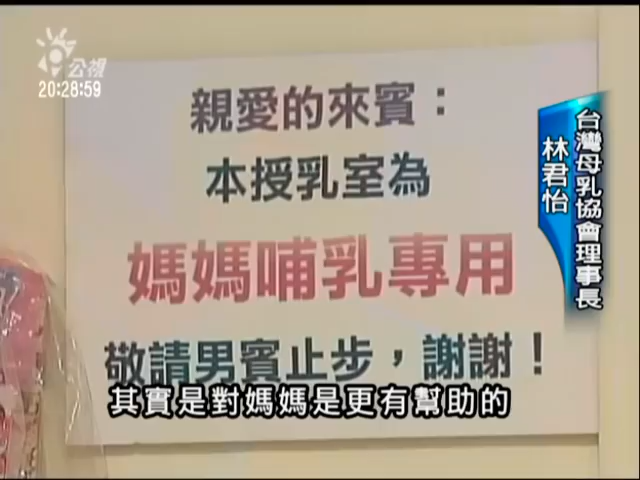 公視
20:28:59
親愛的來賓：
本授乳室為
媽媽哺乳專用
敬請男賓止步，謝謝！
台灣母乳協會理事長
林君怡
其實是對媽媽是更有幫助的